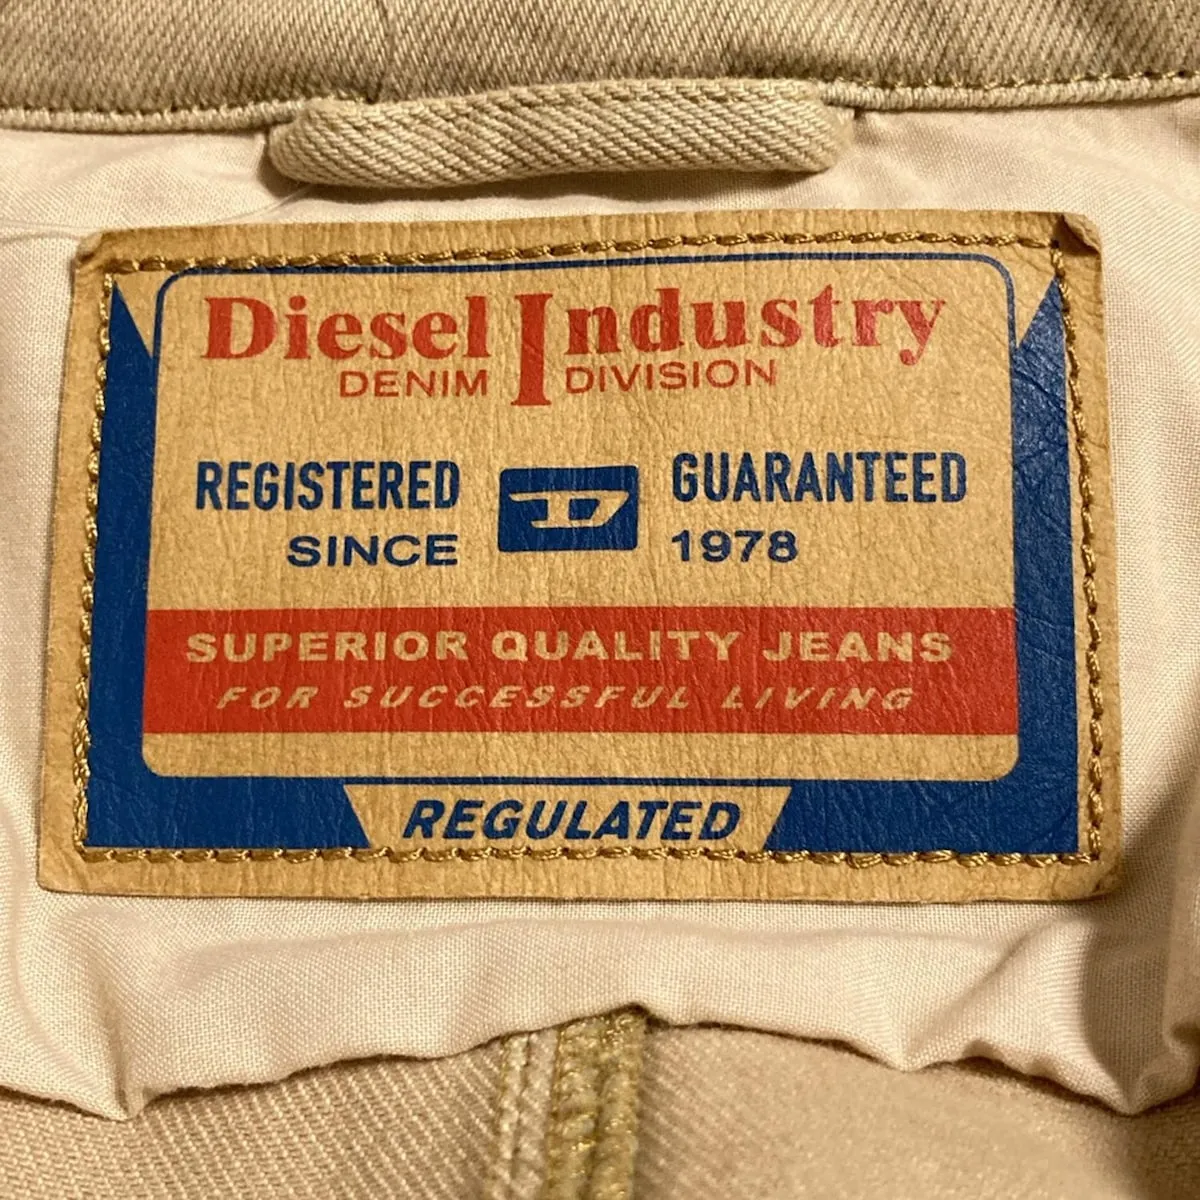 Diesel Industry
DENIM DIVISION
REGISTERED D GUARANTEED
SINCE 1978
SUPERIOR QUALITY JEANS
FOR SUCCESSFUL LIVING
REGULATED